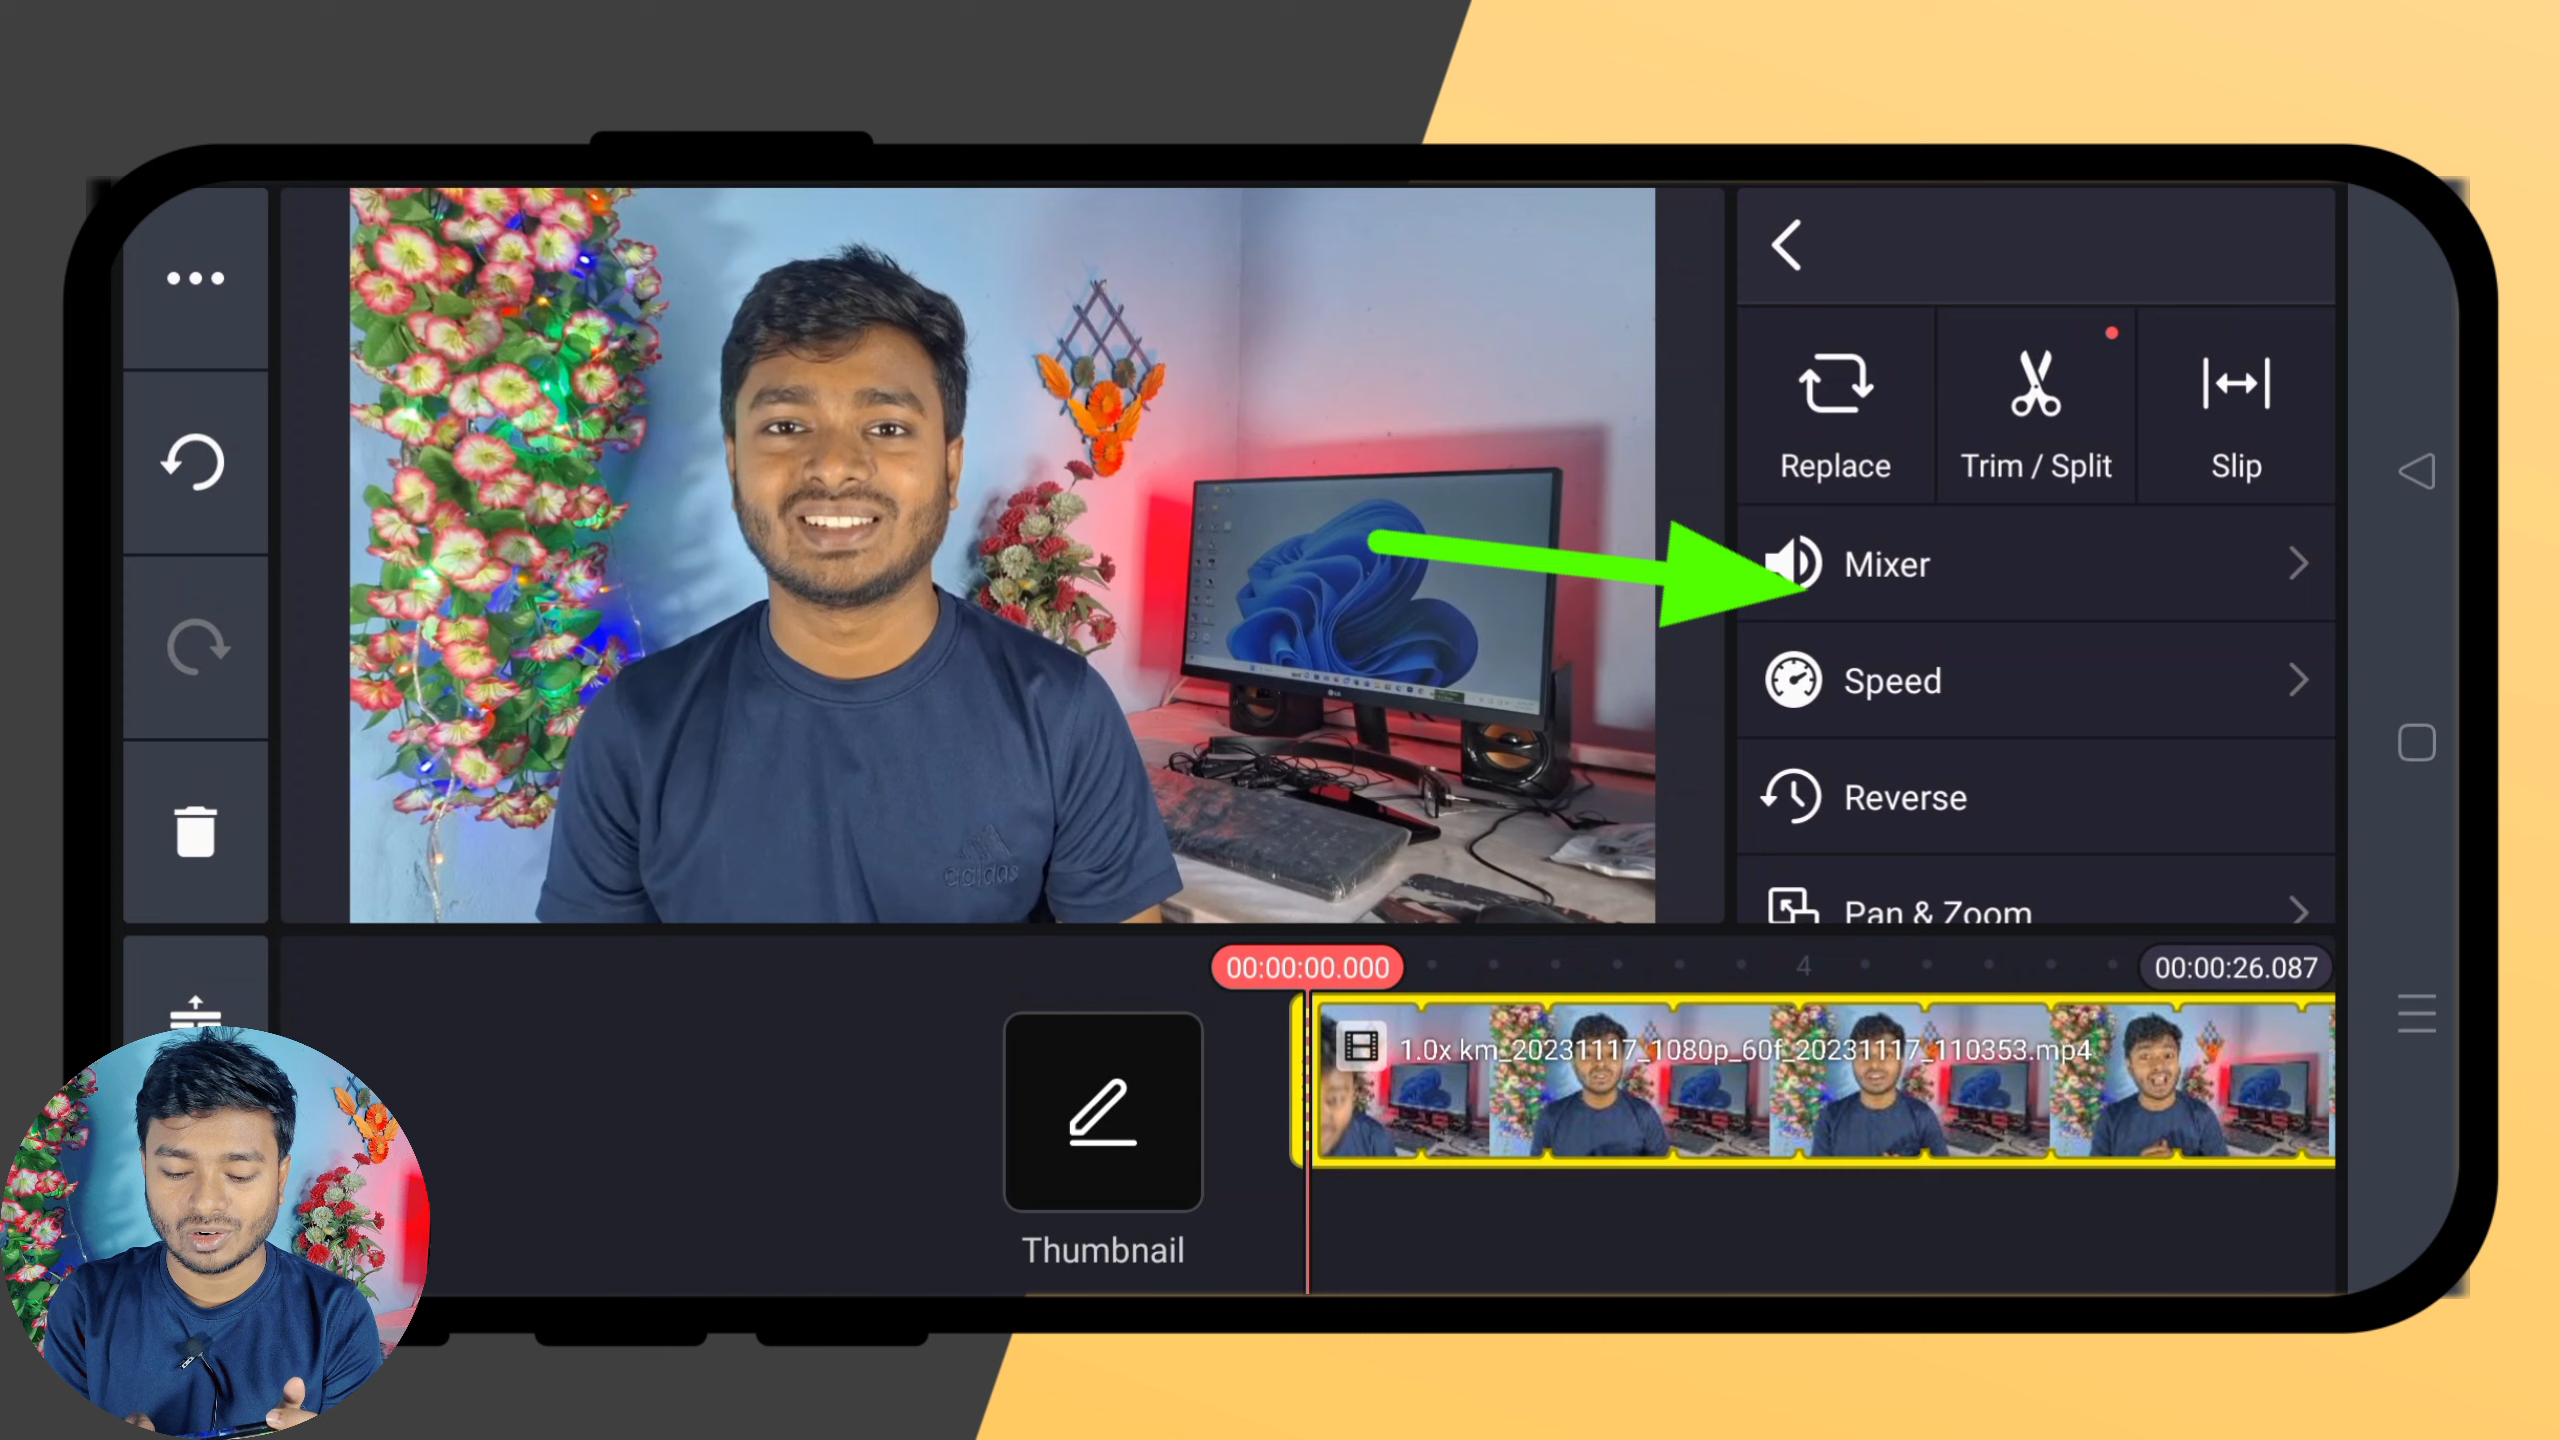 Replace
Trim / Split
Slip
Mixer
Speed
Reverse
Pan & Zoom
adidas
00:00:00.000
4
00:00:26.087
1.0x km_20231117_1080p_60f_20231117_110353.mp4
Thumbnail